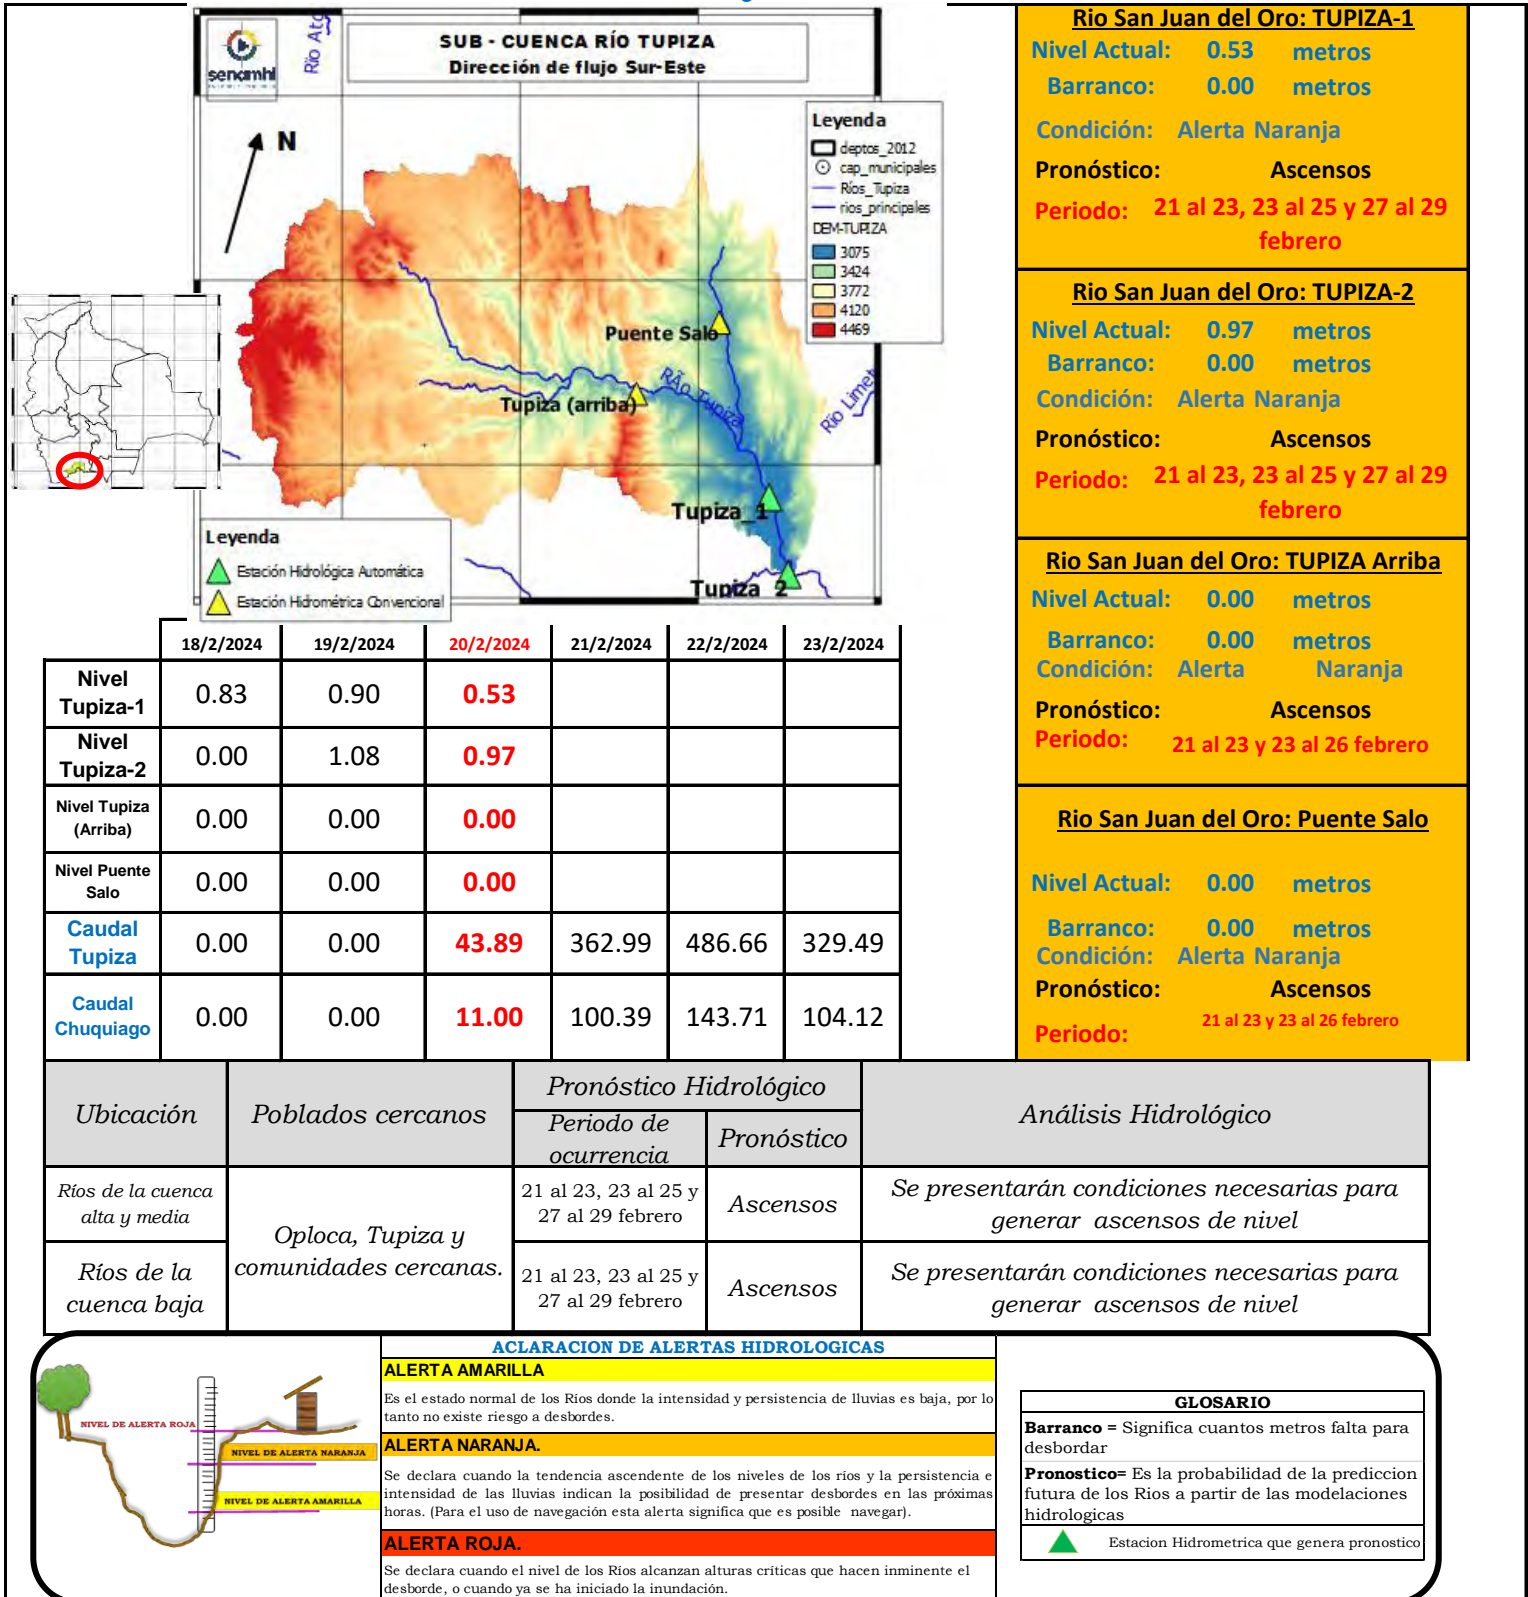 senamhi
Río Ato
SUB - CUENCA RÍO TUPIZA
Dirección de flujo Sur-Este
N
Leyenda
deptos_2012
cap_municipales
Ríos_Tupiza
rios_principales
DEM-TUPIZA
3075
3424
3772
4120
4469
Puente Salo
Tupiza (arriba)
RÃo Tupiza
Río Limet
Tupiza_1
Tupiza_2
Leyenda
Estación Hidrológica Automática
Estación Hidrométrica Convencional
Rio San Juan del Oro: TUPIZA-1
Nivel Actual: 0.53 metros
Barranco: 0.00 metros
Condición: Alerta Naranja
Pronóstico: Ascensos
Periodo: 21 al 23, 23 al 25 y 27 al 29
febrero
Rio San Juan del Oro: TUPIZA-2
Nivel Actual: 0.97 metros
Barranco: 0.00 metros
Condición: Alerta Naranja
Pronóstico: Ascensos
Periodo: 21 al 23, 23 al 25 y 27 al 29
febrero
Rio San Juan del Oro: TUPIZA Arriba
Nivel Actual: 0.00 metros
Barranco: 0.00 metros
Condición: Alerta Naranja
Pronóstico: Ascensos
Periodo: 21 al 23 y 23 al 26 febrero
Rio San Juan del Oro: Puente Salo
Nivel Actual: 0.00 metros
Barranco: 0.00 metros
Condición: Alerta Naranja
Pronóstico: Ascensos
Periodo: 21 al 23 y 23 al 26 febrero
18/2/2024 19/2/2024 20/2/2024 21/2/2024 22/2/2024 23/2/2024
Nivel
Tupiza-1 0.83 0.90 0.53
Nivel
Tupiza-2 0.00 1.08 0.97
Nivel Tupiza
(Arriba) 0.00 0.00 0.00
Nivel Puente
Salo 0.00 0.00 0.00
Caudal
Tupiza 0.00 0.00 43.89 362.99 486.66 329.49
Caudal
Chuquiago 0.00 0.00 11.00 100.39 143.71 104.12
Ubicación Poblados cercanos Pronóstico Hidrológico Análisis Hidrológico
Periodo de
ocurrencia Pronóstico
Ríos de la cuenca
alta y media
Oploca, Tupiza y
comunidades cercanas.
21 al 23, 23 al 25 y
27 al 29 febrero
Ascensos
Se presentarán condiciones necesarias para
generar ascensos de nivel
Ríos de la
cuenca baja
21 al 23, 23 al 25 y
27 al 29 febrero
Ascensos
Se presentarán condiciones necesarias para
generar ascensos de nivel
NIVEL DE ALERTA ROJA
NIVEL DE ALERTA NARANJA
NIVEL DE ALERTA AMARILLA
ACLARACION DE ALERTAS HIDROLOGICAS
ALERTA AMARILLA
Es el estado normal de los Ríos donde la intensidad y persistencia de lluvias es baja, por lo
tanto no existe riesgo a desbordes.
ALERTA NARANJA.
Se declara cuando la tendencia ascendente de los niveles de los ríos y la persistencia e
intensidad de las lluvias indican la posibilidad de presentar desbordes en las próximas
horas. (Para el uso de navegación esta alerta significa que es posible navegar).
ALERTA ROJA.
Se declara cuando el nivel de los Ríos alcanzan alturas críticas que hacen inminente el
desborde, o cuando ya se ha iniciado la inundación.
GLOSARIO
Barranco = Significa cuantos metros falta para
desbordar
Pronostico= Es la probabilidad de la prediccion
futura de los Rios a partir de las modelaciones
hidrologicas
Estacion Hidrometrica que genera pronostico